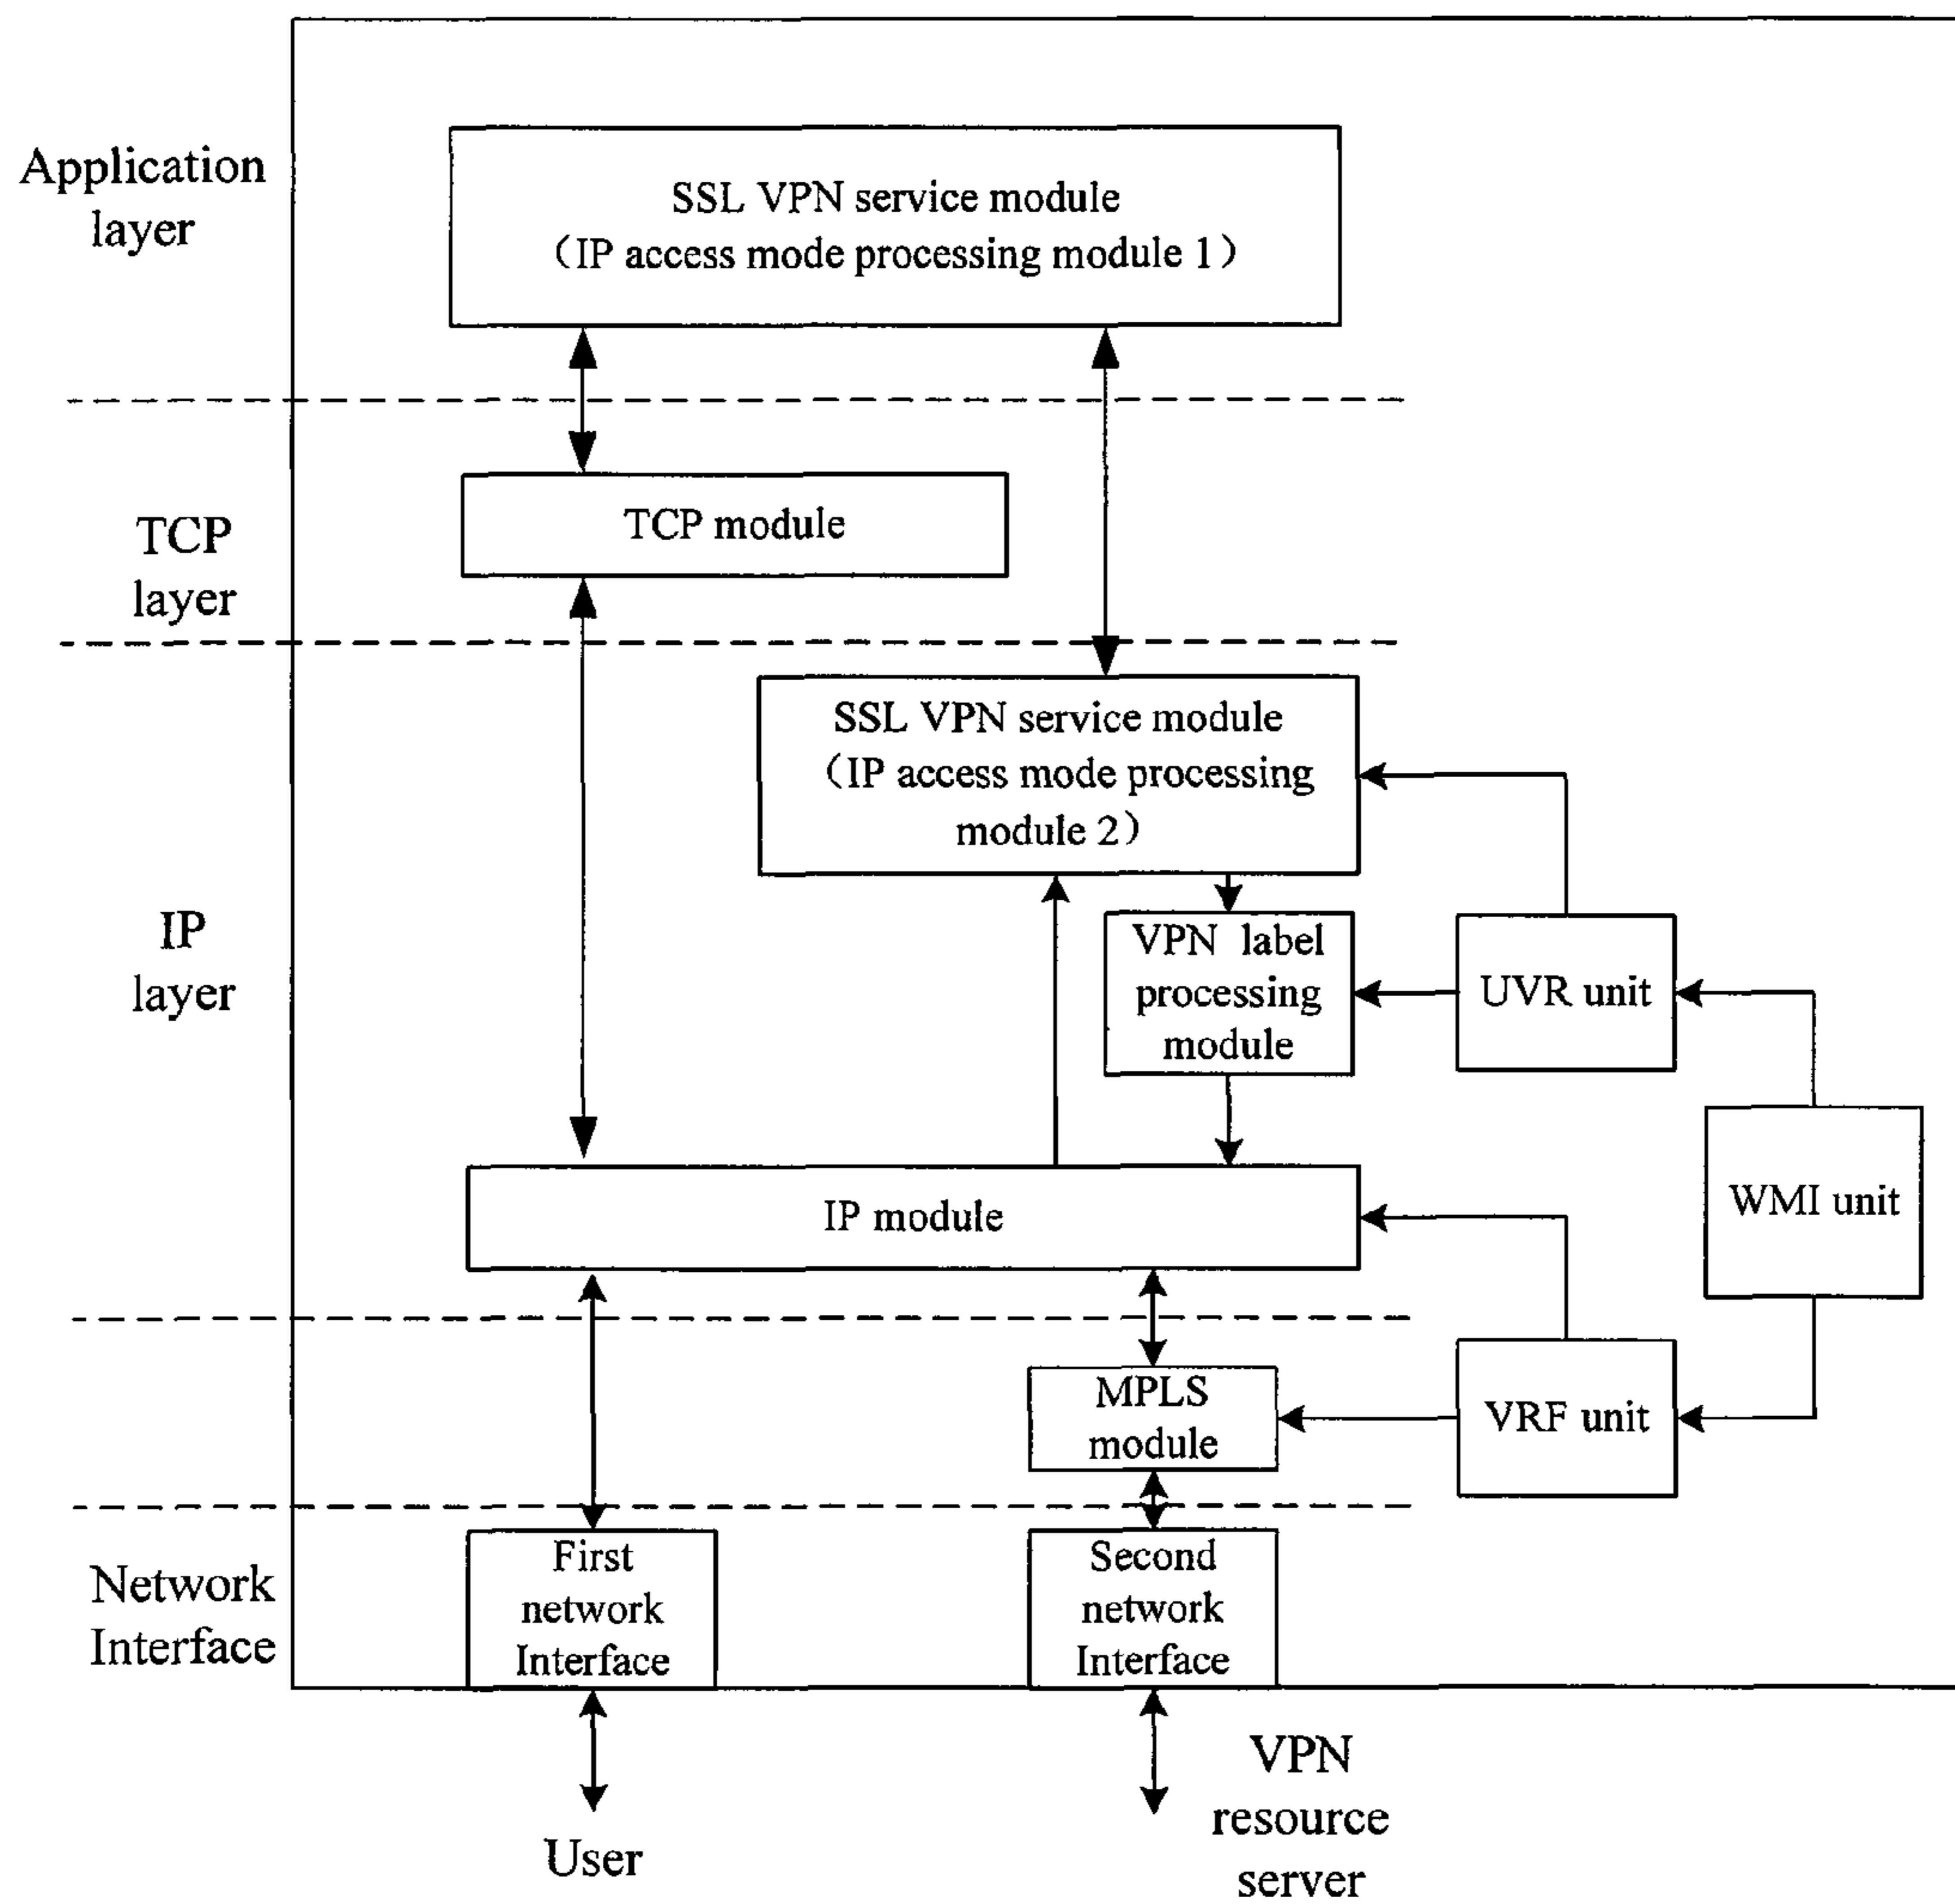 Application
layer
SSL VPN service module
（IP access mode processing module 1）
TCP module
TCP
layer
SSL VPN service module
（IP access mode processing
module 2）
IP
layer
VPN label
processing
module
UVR unit
WMI unit
IP module
MPLS
module
VRF unit
Network
Interface
First
network
Interface
Second
network
Interface
User
VPN
resource
server